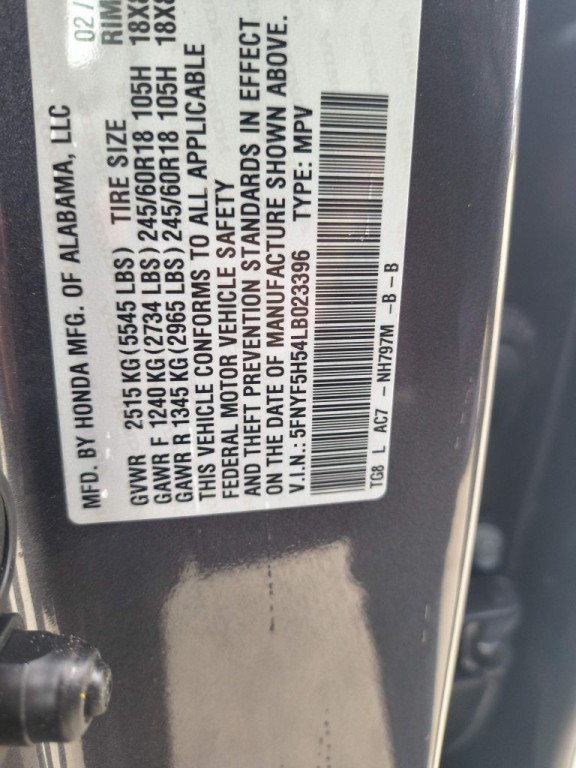 MFD. BY HONDA MFG. OF ALABAMA, LLC 02/
GVWR 2515 KG (5545 LBS) TIRE SIZE RIM
GAWR F 1240 KG (2734 LBS) 245/60R18 105H 18X8
GAWR R 1345 KG (2965 LBS) 245/60R18 105H 18X8
THIS VEHICLE CONFORMS TO ALL APPLICABLE
FEDERAL MOTOR VEHICLE SAFETY
AND THEFT PREVENTION STANDARDS IN EFFECT
ON THE DATE OF MANUFACTURE SHOWN ABOVE.
V.I.N.: 5FNYF5H54LB023396 TYPE: MPV
TG8 L AC7 - NH797M -B - B